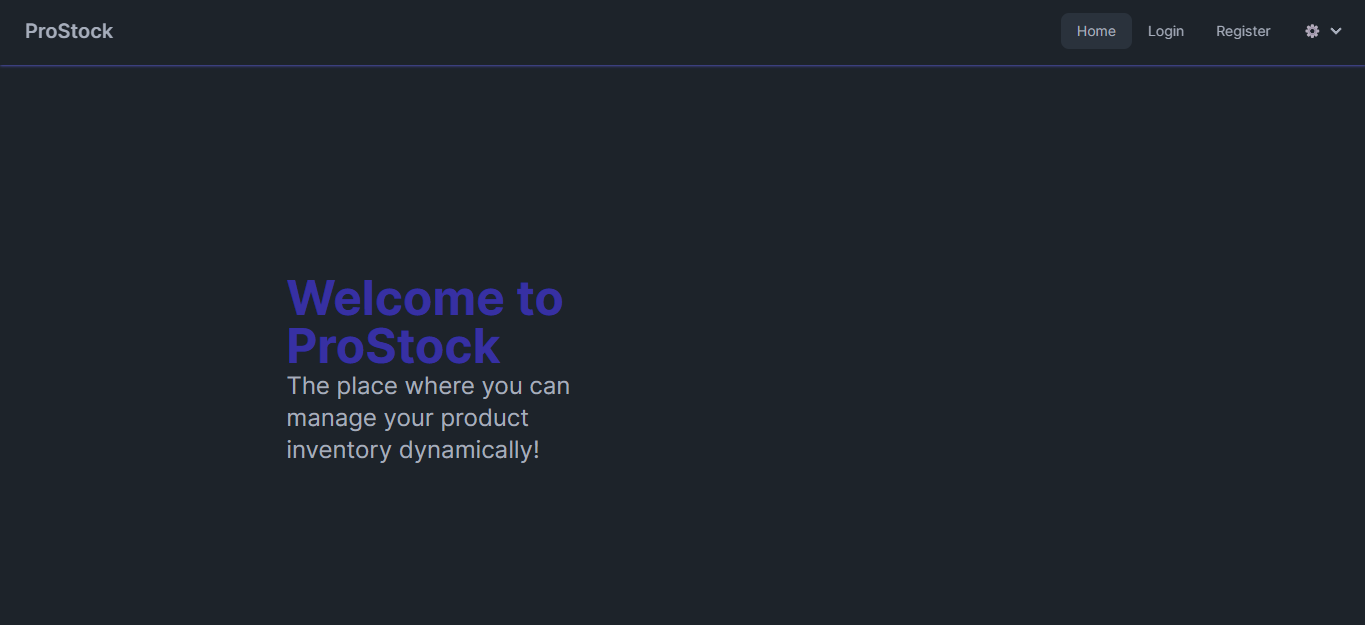 ProStock
Home Login Register
Welcome to
ProStock
The place where you can
manage your product
inventory dynamically!